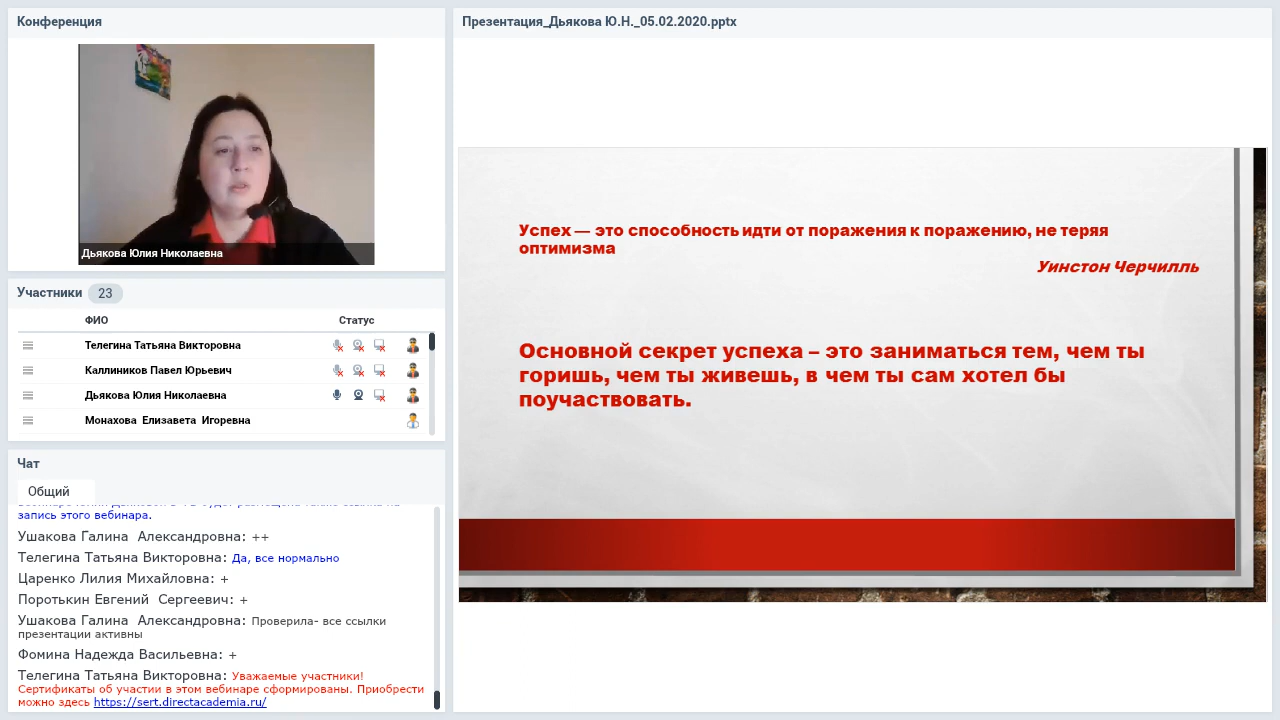 Конференция
Дьякова Юлия Николаевна
Участники 23
ФИО Статус
Телегина Татьяна Викторовна
Каллиников Павел Юрьевич
Дьякова Юлия Николаевна
Монахова Елизавета Игоревна
Чат
Общий
запись этого вебинара.
Ушакова Галина Александровна: ++
Телегина Татьяна Викторовна: Да, все нормально
Царенко Лилия Михайловна: +
Поротькин Евгений Сергеевич: +
Ушакова Галина Александровна: Проверила- все ссылки
презентации активны
Фомина Надежда Васильевна: +
Телегина Татьяна Викторовна: Уважаемые участники!
Сертификаты об участии в этом вебинаре сформированы. Приобрести
можно здесь https://sert.directacademia.ru/
Презентация_Дьякова Ю.Н._05.02.2020.pptx
Успех — это способность идти от поражения к поражению, не теряя
оптимизма
Уинстон Черчилль
Основной секрет успеха – это заниматься тем, чем ты
горишь, чем ты живешь, в чем ты сам хотел бы
поучаствовать.